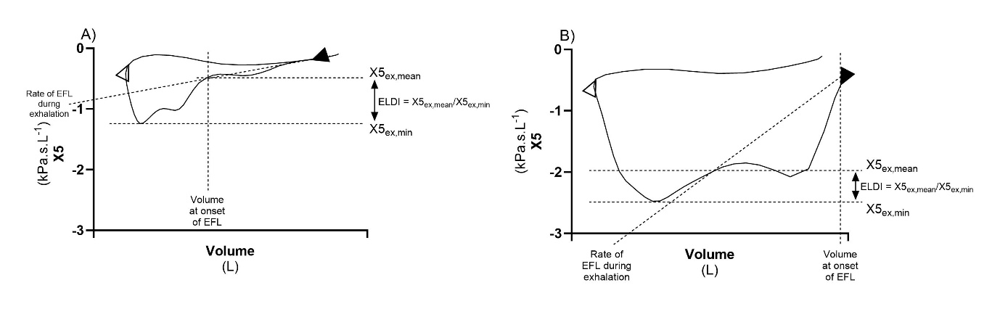 A)
0
-1
-2
-3
X5
(kPa.s.L-1)
Rate of EFL
durng
exhalation
X5ex,mean
ELDI = X5ex,mean/X5ex,min
X5ex,min
Volume
at onset
of EFL
Volume
(L)
B)
0
-1
-2
-3
X5
(kPa.s.L-1)
X5ex,mean
ELDI = X5ex,mean/X5ex,min
X5ex,min
Rate of
EFL during
exhalation
Volume
(L)
Volume
at onset
of EFL